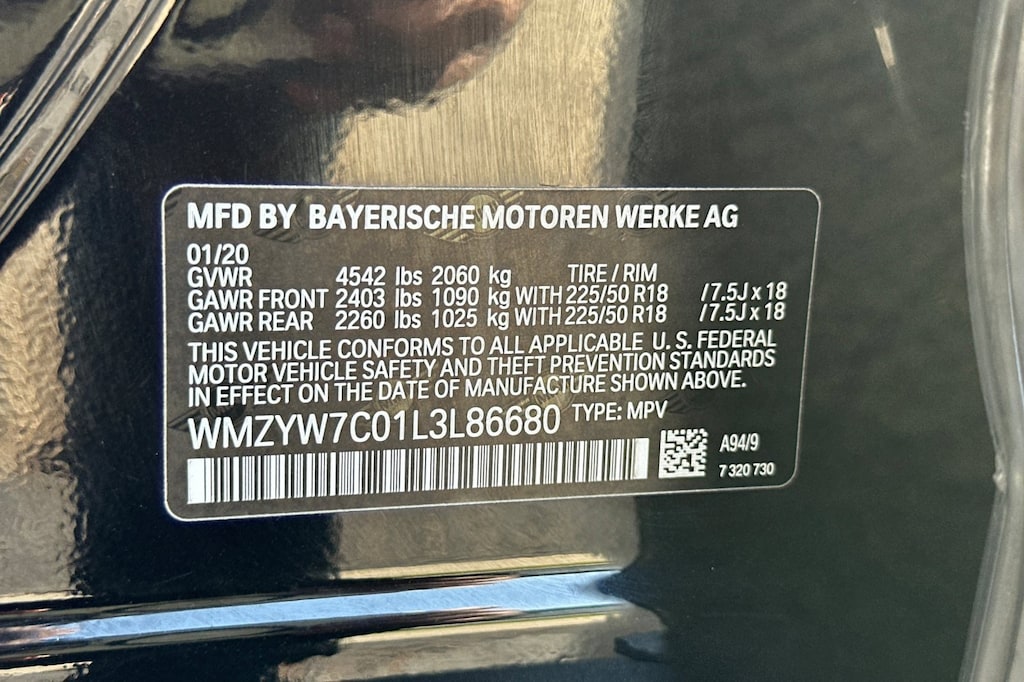 MFD BY BAYERISCHE MOTOREN WERKE AG
01/20
GVWR 4542 lbs 2060 kg TIRE / RIM
GAWR FRONT 2403 lbs 1090 kg WITH 225/50 R18 /7.5J x 18
GAWR REAR 2260 lbs 1025 kg WITH 225/50 R18 /7.5J x 18
THIS VEHICLE CONFORMS TO ALL APPLICABLE U. S. FEDERAL
MOTOR VEHICLE SAFETY AND THEFT PREVENTION STANDARDS
IN EFFECT ON THE DATE OF MANUFACTURE SHOWN ABOVE.
WMZYW7C01L3L86680 TYPE: MPV
A94/9
7 320 730